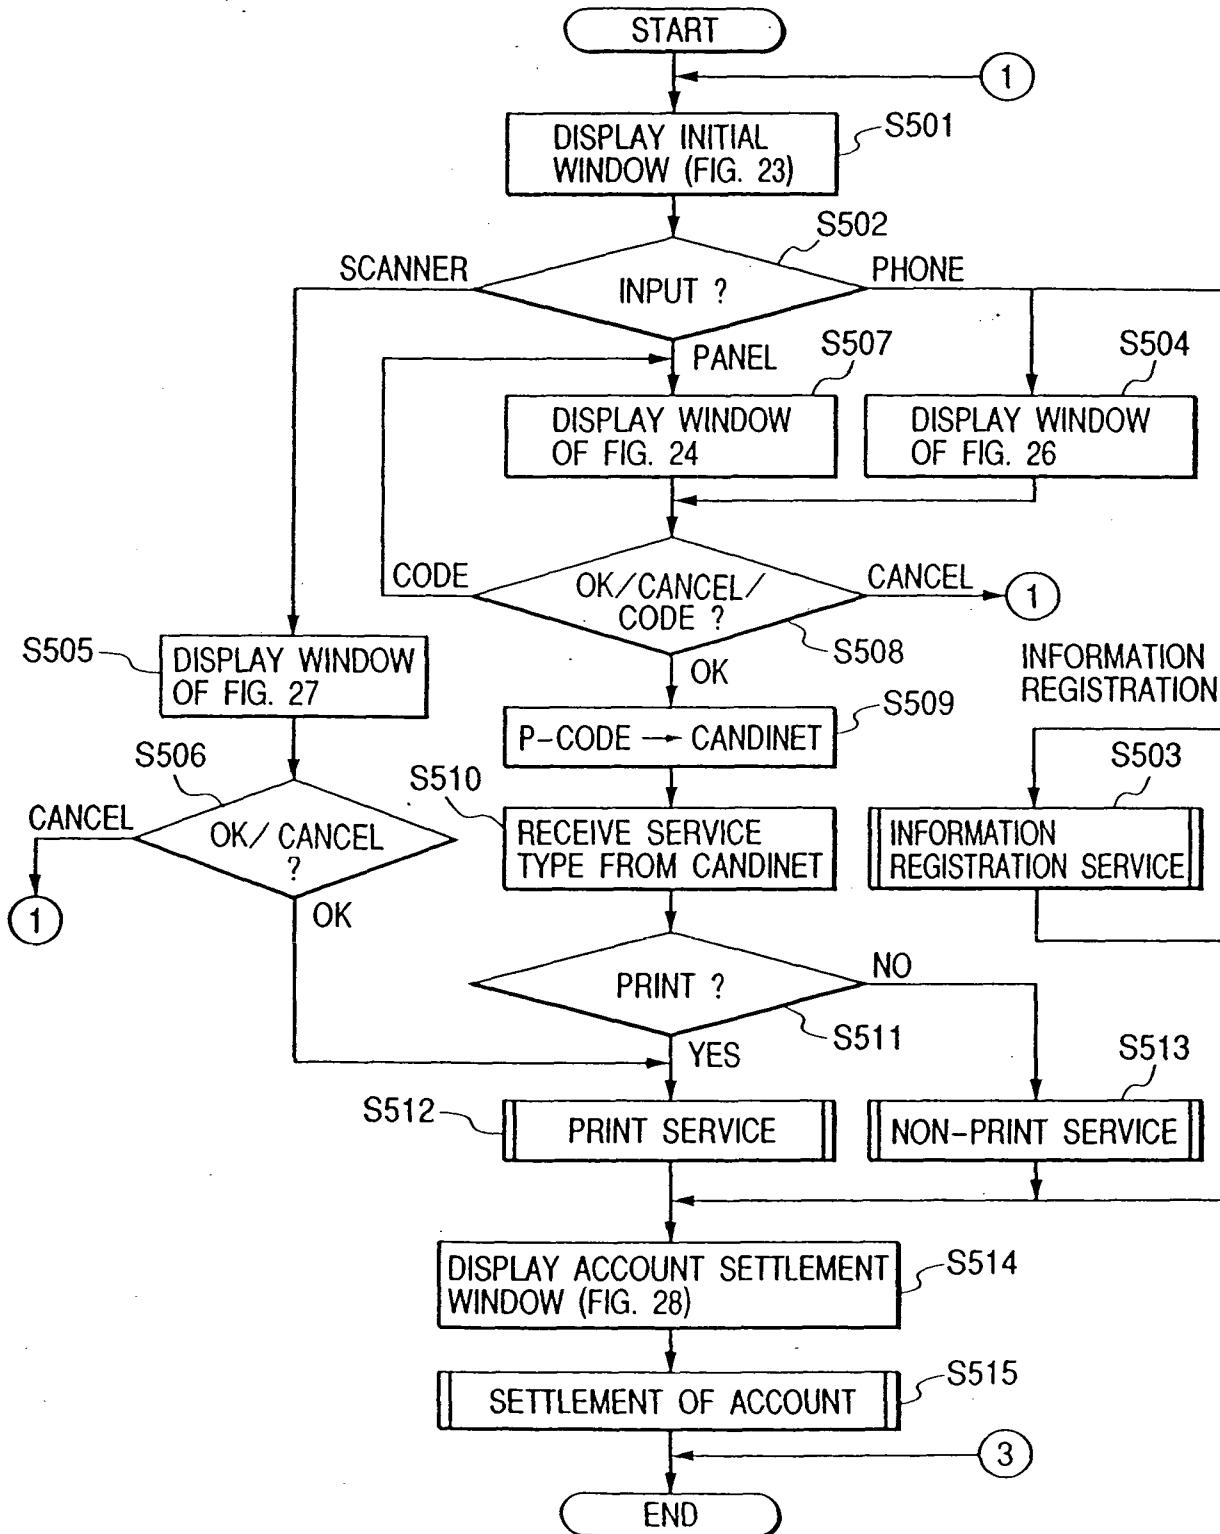 START
1
S501
DISPLAY INITIAL
WINDOW (FIG. 23)
S502
SCANNER
INPUT ?
PHONE
PANEL
S507
S504
DISPLAY WINDOW
OF FIG. 24
DISPLAY WINDOW
OF FIG. 26
CODE
OK/CANCEL/
CODE ?
CANCEL
1
S508
OK
S505
DISPLAY WINDOW
OF FIG. 27
INFORMATION
REGISTRATION
S509
P-CODE → CANDINET
S506
S510
S503
CANCEL
OK/CANCEL
?
RECEIVE SERVICE
TYPE FROM CANDINET
INFORMATION
REGISTRATION SERVICE
1
OK
PRINT ?
NO
S511
YES
S513
S512
PRINT SERVICE
NON-PRINT SERVICE
DISPLAY ACCOUNT SETTLEMENT
WINDOW (FIG. 28)
S514
S515
SETTLEMENT OF ACCOUNT
3
END